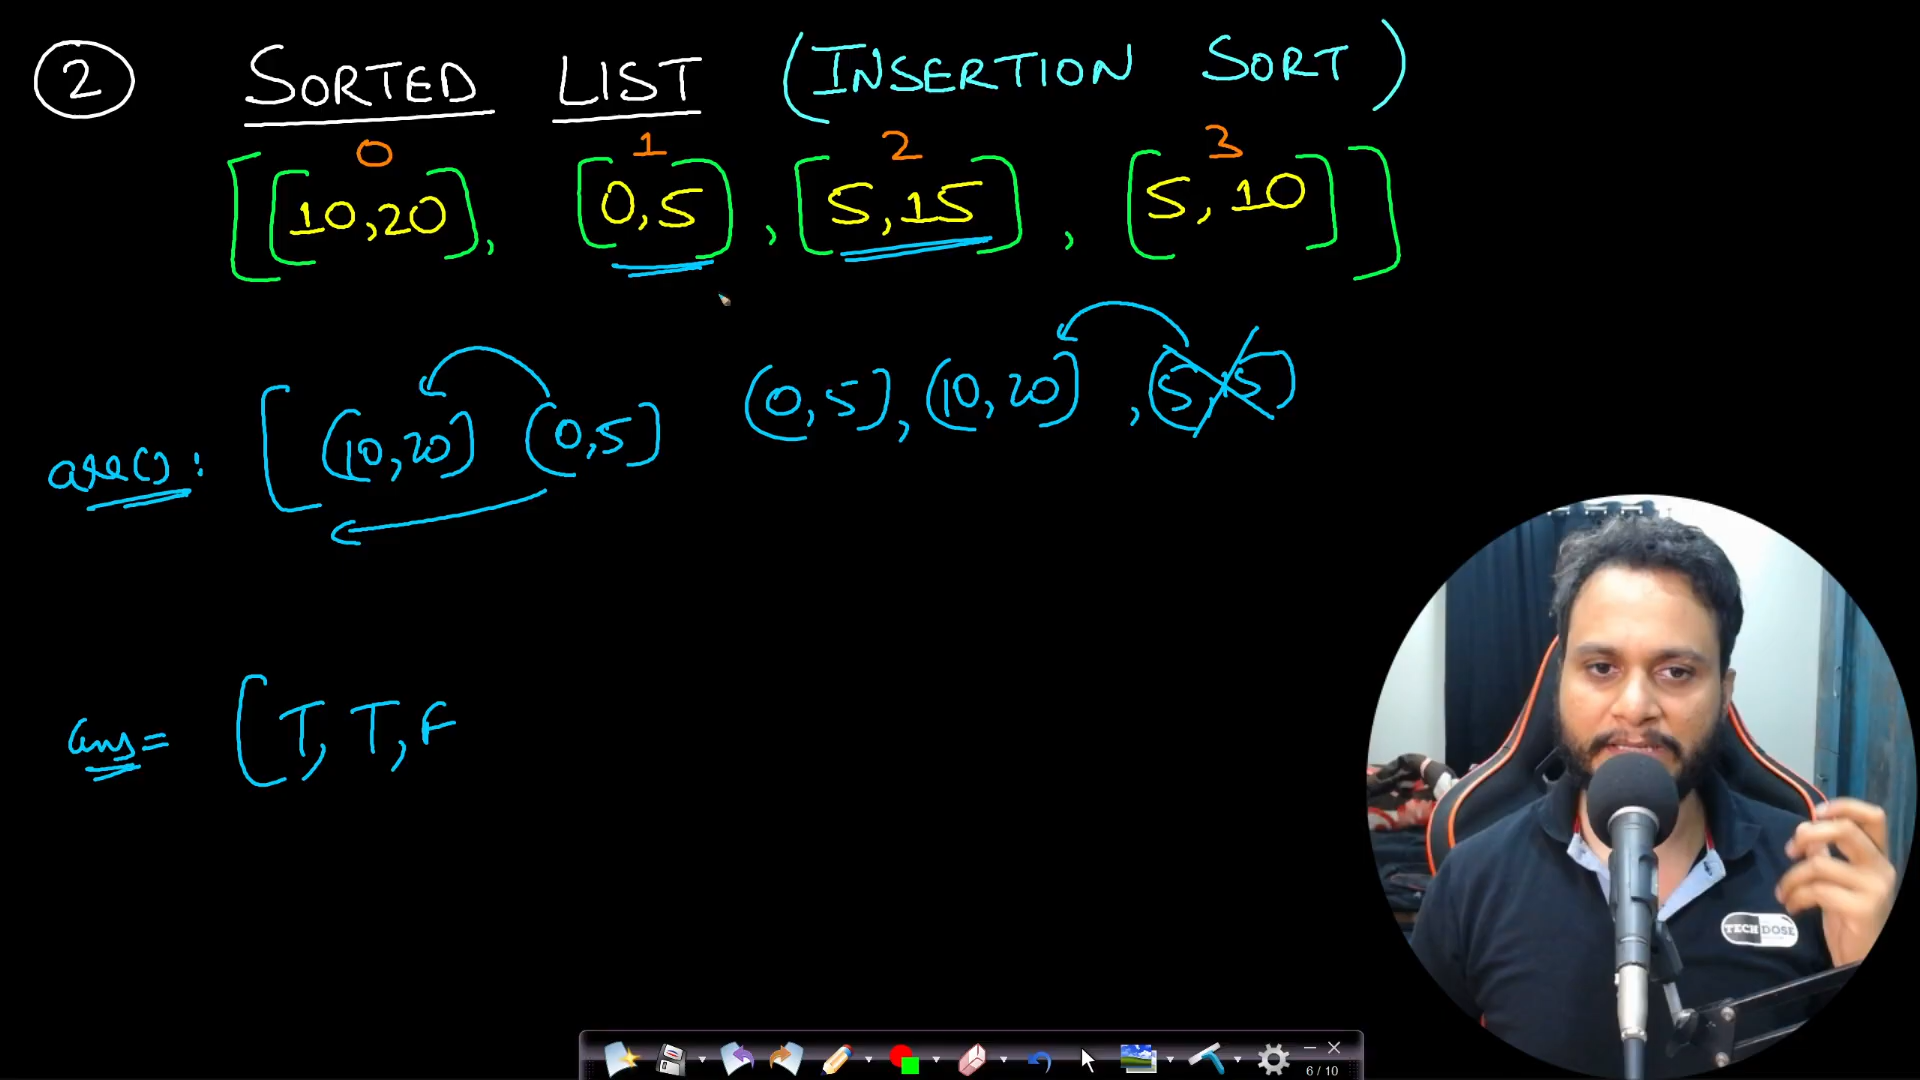 2 SORTED LIST (INSERTION SORT)
0 1 2 3
[[10,20], [0,5], [5,15], [5,10]]
arr(): [ (10,20] (0,5] (0,5], (10,20], (5,15)
ans = [T, T, F
TECH DOSE
6 / 10